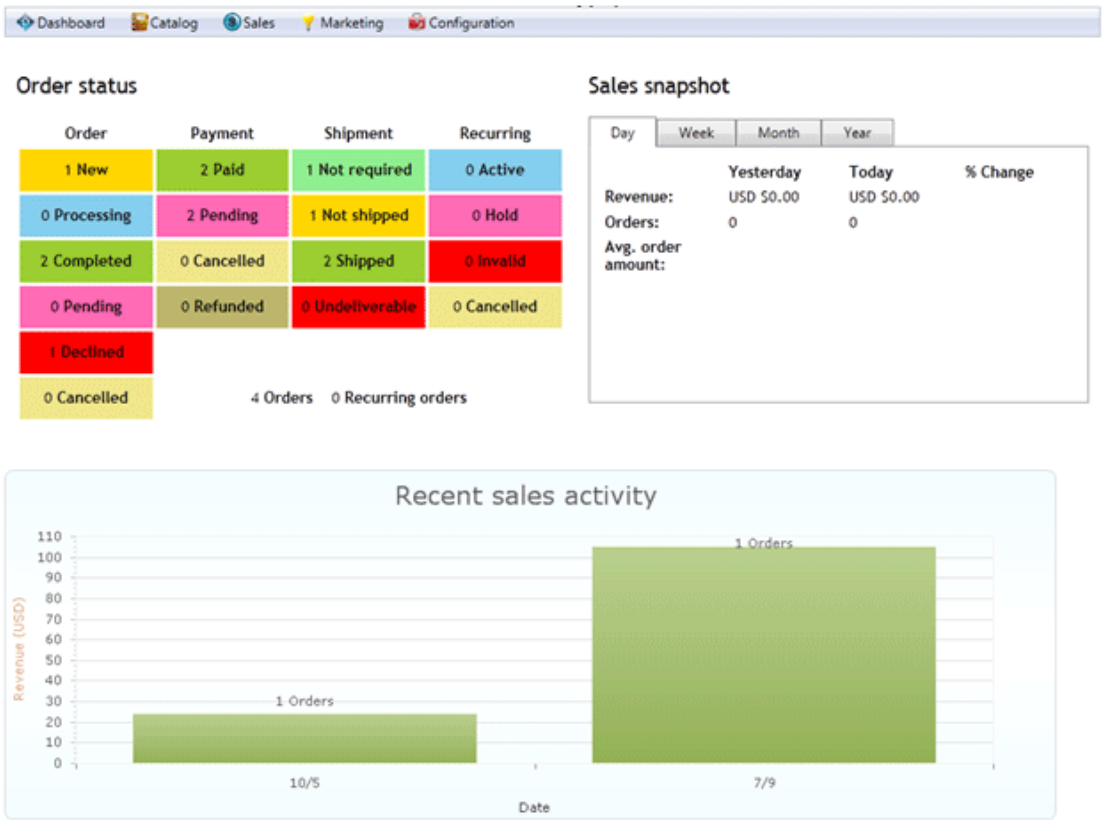 Dashboard Catalog Sales Marketing Configuration
Order status
Order Payment Shipment Recurring
1 New 2 Paid 1 Not required 0 Active
0 Processing 2 Pending 1 Not shipped 0 Hold
2 Completed 0 Cancelled 2 Shipped 0 Invalid
0 Pending 0 Refunded 0 Undeliverable 0 Cancelled
1 Declined
0 Cancelled 4 Orders 0 Recurring orders
Sales snapshot
Day Week Month Year
Yesterday Today % Change
Revenue: USD $0.00 USD $0.00
Orders: 0 0
Avg. order
amount:
Recent sales activity
Revenue (USD)
110
100
90
80
70
60
50
40
30
20
10
0
1 Orders
1 Orders
10/5 7/9
Date